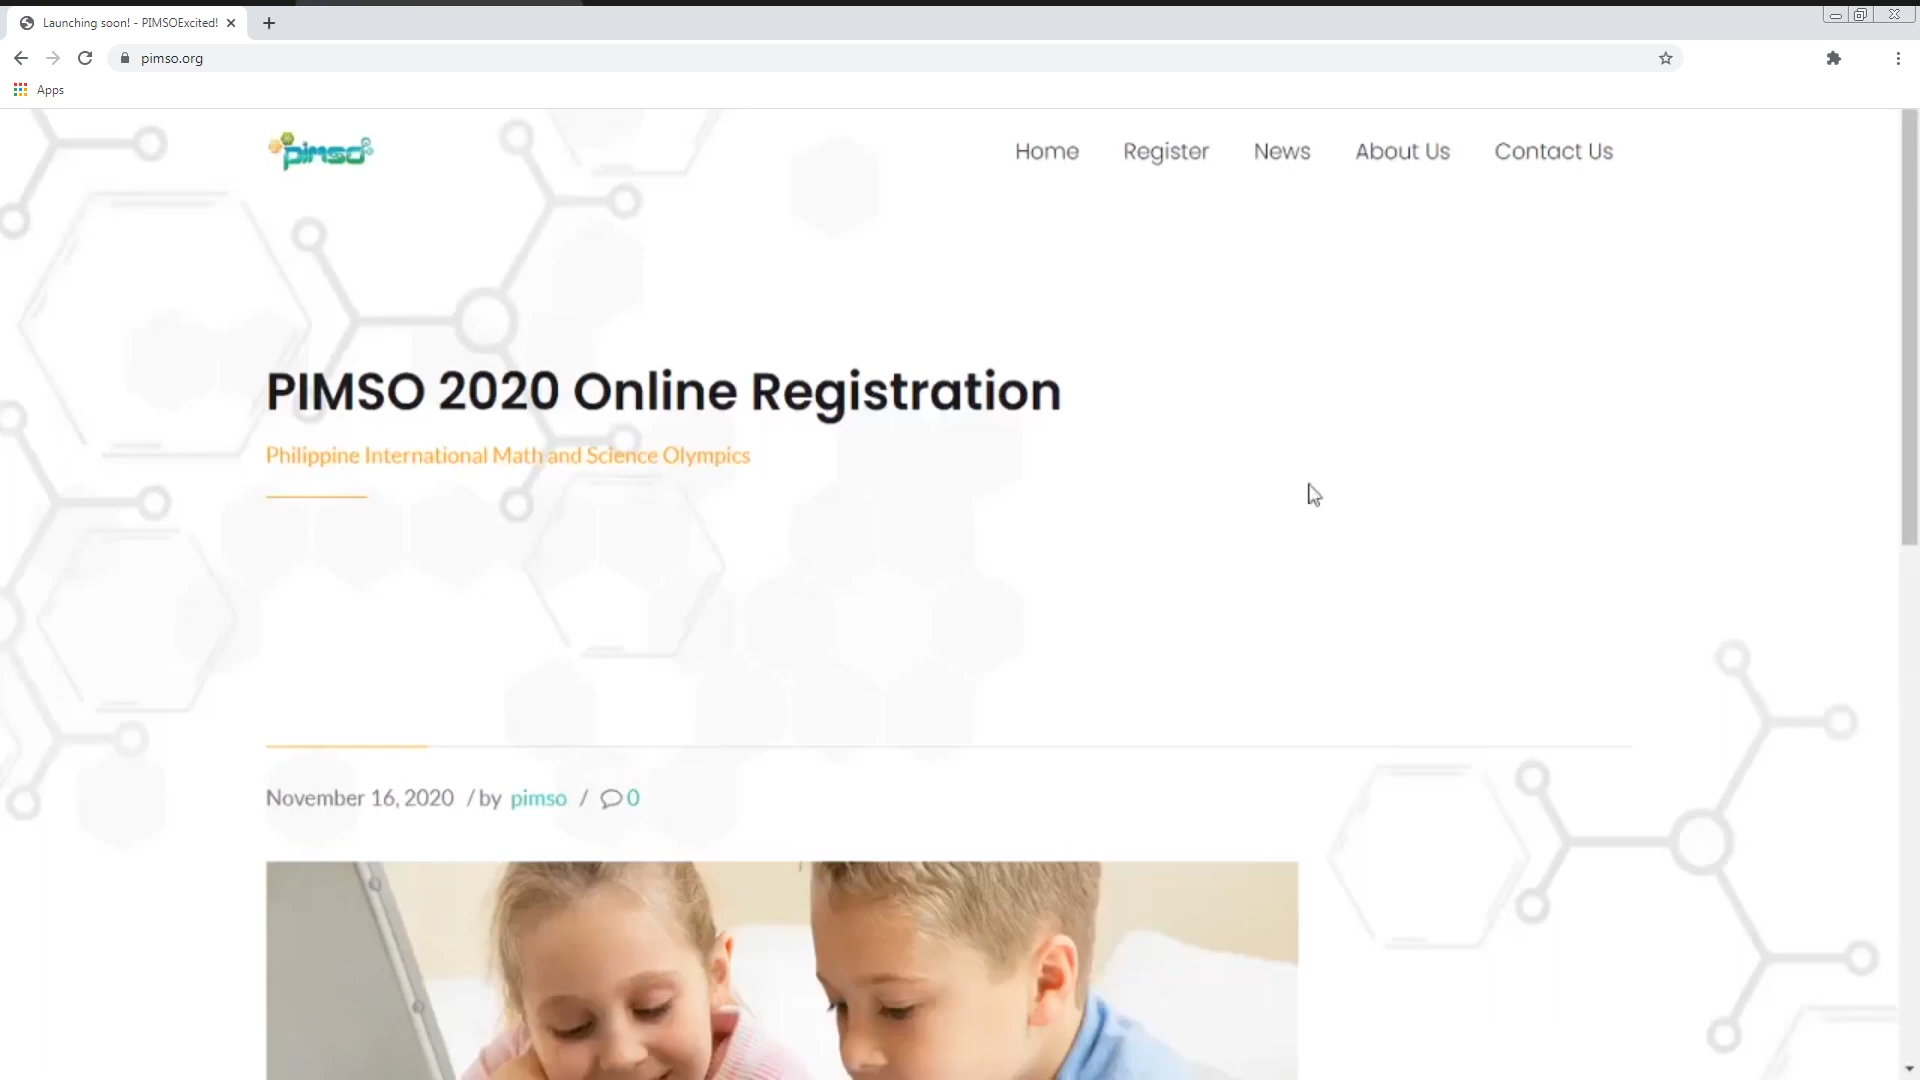 Launching soon! - PIMSOExcited!
pimso.org
Apps
pimso
Home Register News About Us Contact Us
PIMSO 2020 Online Registration
Philippine International Math and Science Olympics
November 16, 2020 / by pimso / 0